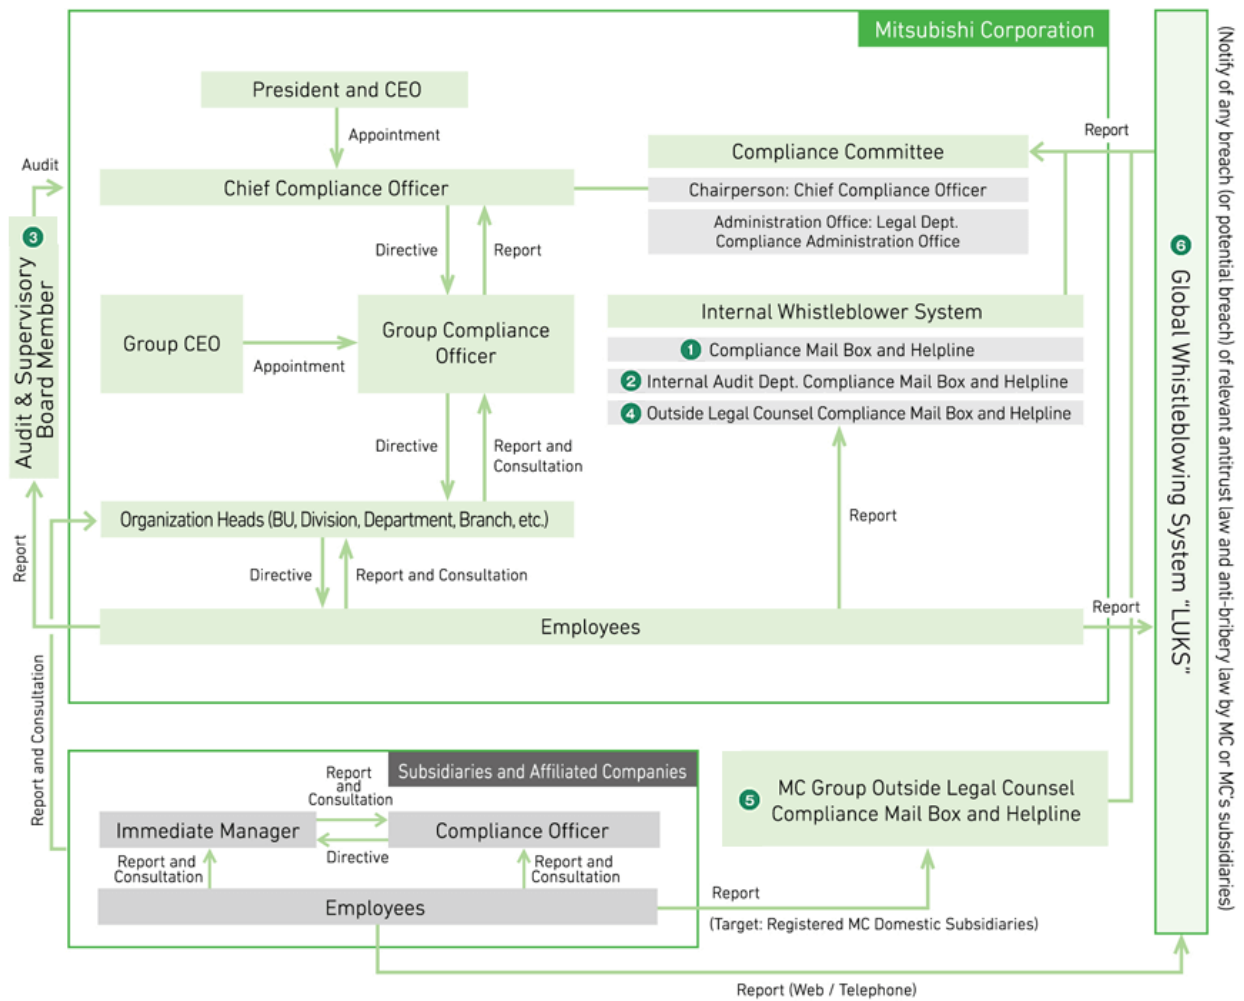 Mitsubishi Corporation
President and CEO
Appointment
Report
Compliance Committee
Audit
Chief Compliance Officer
Chairperson: Chief Compliance Officer
Administration Office: Legal Dept.
Compliance Administration Office
Directive
Report
3
Audit & Supervisory
Board Member
6
Global Whistleblowing System “LUKS”
(Notify of any breach (or potential breach) of relevant antitrust law and anti-bribery law by MC or MC's subsidiaries)
Group CEO
Appointment
Group Compliance
Officer
Internal Whistleblower System
1 Compliance Mail Box and Helpline
2 Internal Audit Dept. Compliance Mail Box and Helpline
4 Outside Legal Counsel Compliance Mail Box and Helpline
Directive
Report and
Consultation
Organization Heads (BU, Division, Department, Branch, etc.)
Report
Report
Directive
Report and Consultation
Employees
Report
Report and Consultation
Subsidiaries and Affiliated Companies
Report
and
Consultation
Immediate Manager
Compliance Officer
Directive
Report and
Consultation
Report and
Consultation
Employees
5
MC Group Outside Legal Counsel
Compliance Mail Box and Helpline
Report
(Target: Registered MC Domestic Subsidiaries)
Report (Web / Telephone)